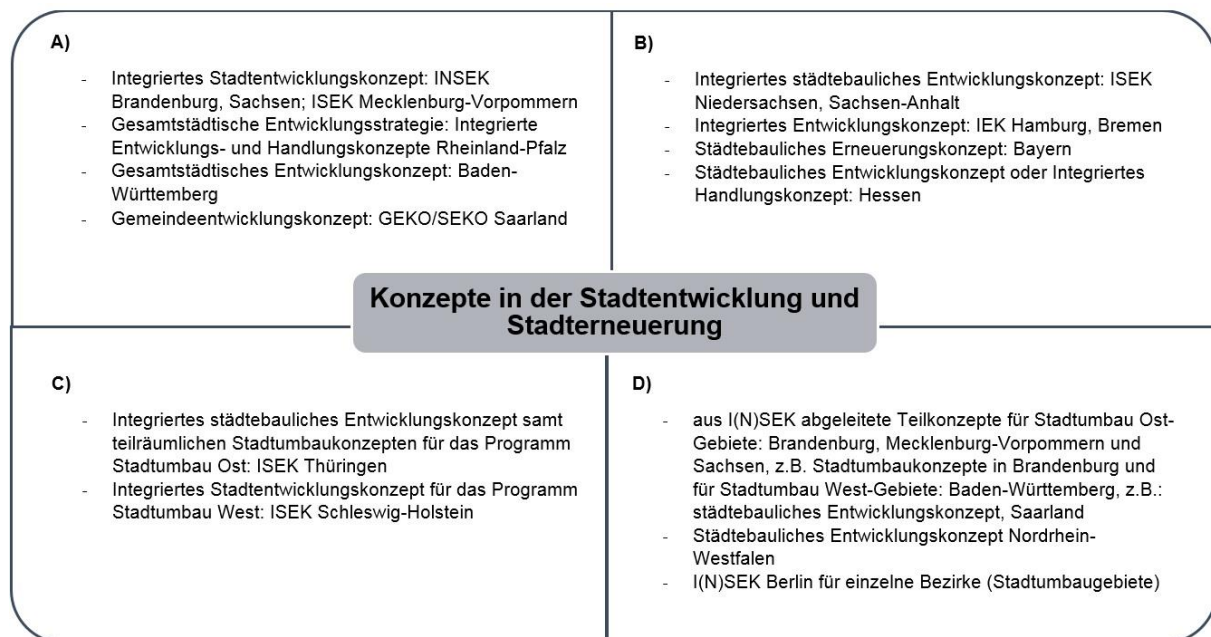 A)
- Integriertes Stadtentwicklungskonzept: INSEK
Brandenburg, Sachsen; ISEK Mecklenburg-Vorpommern
- Gesamtstädtische Entwicklungsstrategie: Integrierte
Entwicklungs- und Handlungskonzepte Rheinland-Pfalz
- Gesamtstädtisches Entwicklungskonzept: Baden-
Württemberg
- Gemeindeentwicklungskonzept: GEKO/SEKO Saarland
B)
- Integriertes städtebauliches Entwicklungskonzept: ISEK
Niedersachsen, Sachsen-Anhalt
- Integriertes Entwicklungskonzept: IEK Hamburg, Bremen
- Städtebauliches Erneuerungskonzept: Bayern
- Städtebauliches Entwicklungskonzept oder Integriertes
Handlungskonzept: Hessen
Konzepte in der Stadtentwicklung und
Stadterneuerung
C)
- Integriertes städtebauliches Entwicklungskonzept samt
teilräumlichen Stadtumbaukonzepten für das Programm
Stadtumbau Ost: ISEK Thüringen
- Integriertes Stadtentwicklungskonzept für das Programm
Stadtumbau West: ISEK Schleswig-Holstein
D)
- aus I(N)SEK abgeleitete Teilkonzepte für Stadtumbau Ost-
Gebiete: Brandenburg, Mecklenburg-Vorpommern und
Sachsen, z.B. Stadtumbaukonzepte in Brandenburg und
für Stadtumbau West-Gebiete: Baden-Württemberg, z.B.:
städtebauliches Entwicklungskonzept, Saarland
- Städtebauliches Entwicklungskonzept Nordrhein-
Westfalen
- I(N)SEK Berlin für einzelne Bezirke (Stadtumbaugebiete)